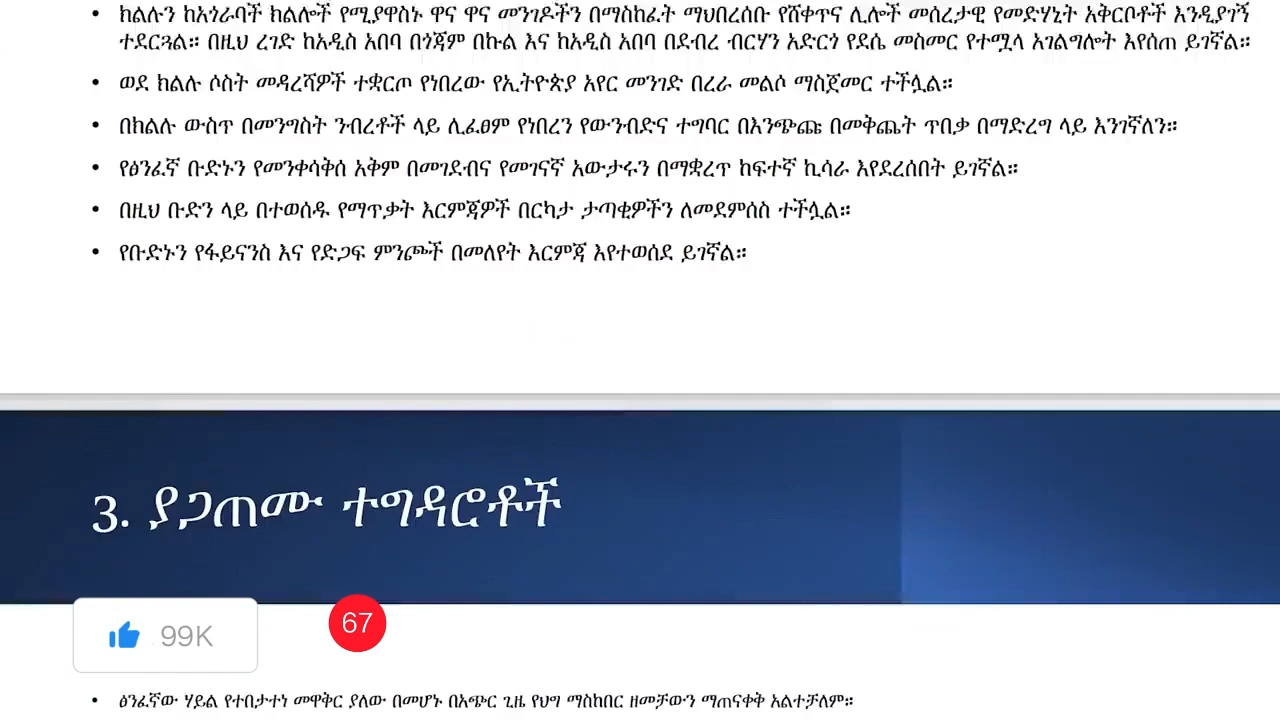 • ክልሉን ከአጎራባች ክልሎች የሚያዋስኑ ዋና ዋና መንገዶችን በማስከፈት ማህበረሰቡ የሸቀጥና ሊሎች መሰረታዊ የመድሃኒት አቅርቦቶች እንዲያገኝ
ተደርጓል። በዚህ ረገድ ከአዲስ አበባ በጎጃም በኩል እና ከአዲስ አበባ በደብረ ብርሃን አድርጎ የደሴ መስመር የተሟላ አገልግሎት እየሰጠ ይገኛል።
• ወደ ክልሉ ሶስት መዳረሻዎች ተቋርጦ የነበረው የኢትዮጵያ አየር መንገድ በረራ መልሶ ማስጀመር ተችሏል።
• በክልሉ ውስጥ በመንግስት ንብረቶች ላይ ሊፈፀም የነበረን የውንብድና ተግባር በእንጭጩ በመቅጨት ጥበቃ በማድረግ ላይ እንገኛለን።
• የፅንፈኛ ቡድኑን የመንቀሳቅሰ አቅም በመገደብና የመገናኛ አውታሩን በማቋረጥ ከፍተኛ ኪሳራ እየደረሰበት ይገኛል።
• በዚህ ቡድን ላይ በተወሰዱ የማጥቃት እርምጃዎች በርካታ ታጣቂዎችን ለመደምሰስ ተችሏል።
• የቡድኑን የፋይናንስ እና የድጋፍ ምንጮች በመለየት እርምጃ እየተወሰደ ይገኛል።
3. ያጋጠሙ ተግዳሮቶች
99K
67
• ፅንፈኛው ሃይል የተበታተነ መዋቅር ያለው በመሆኑ በአጭር ጊዜ የህግ ማስከበር ዘመቻውን ማጠናቀቅ አልተቻለም።